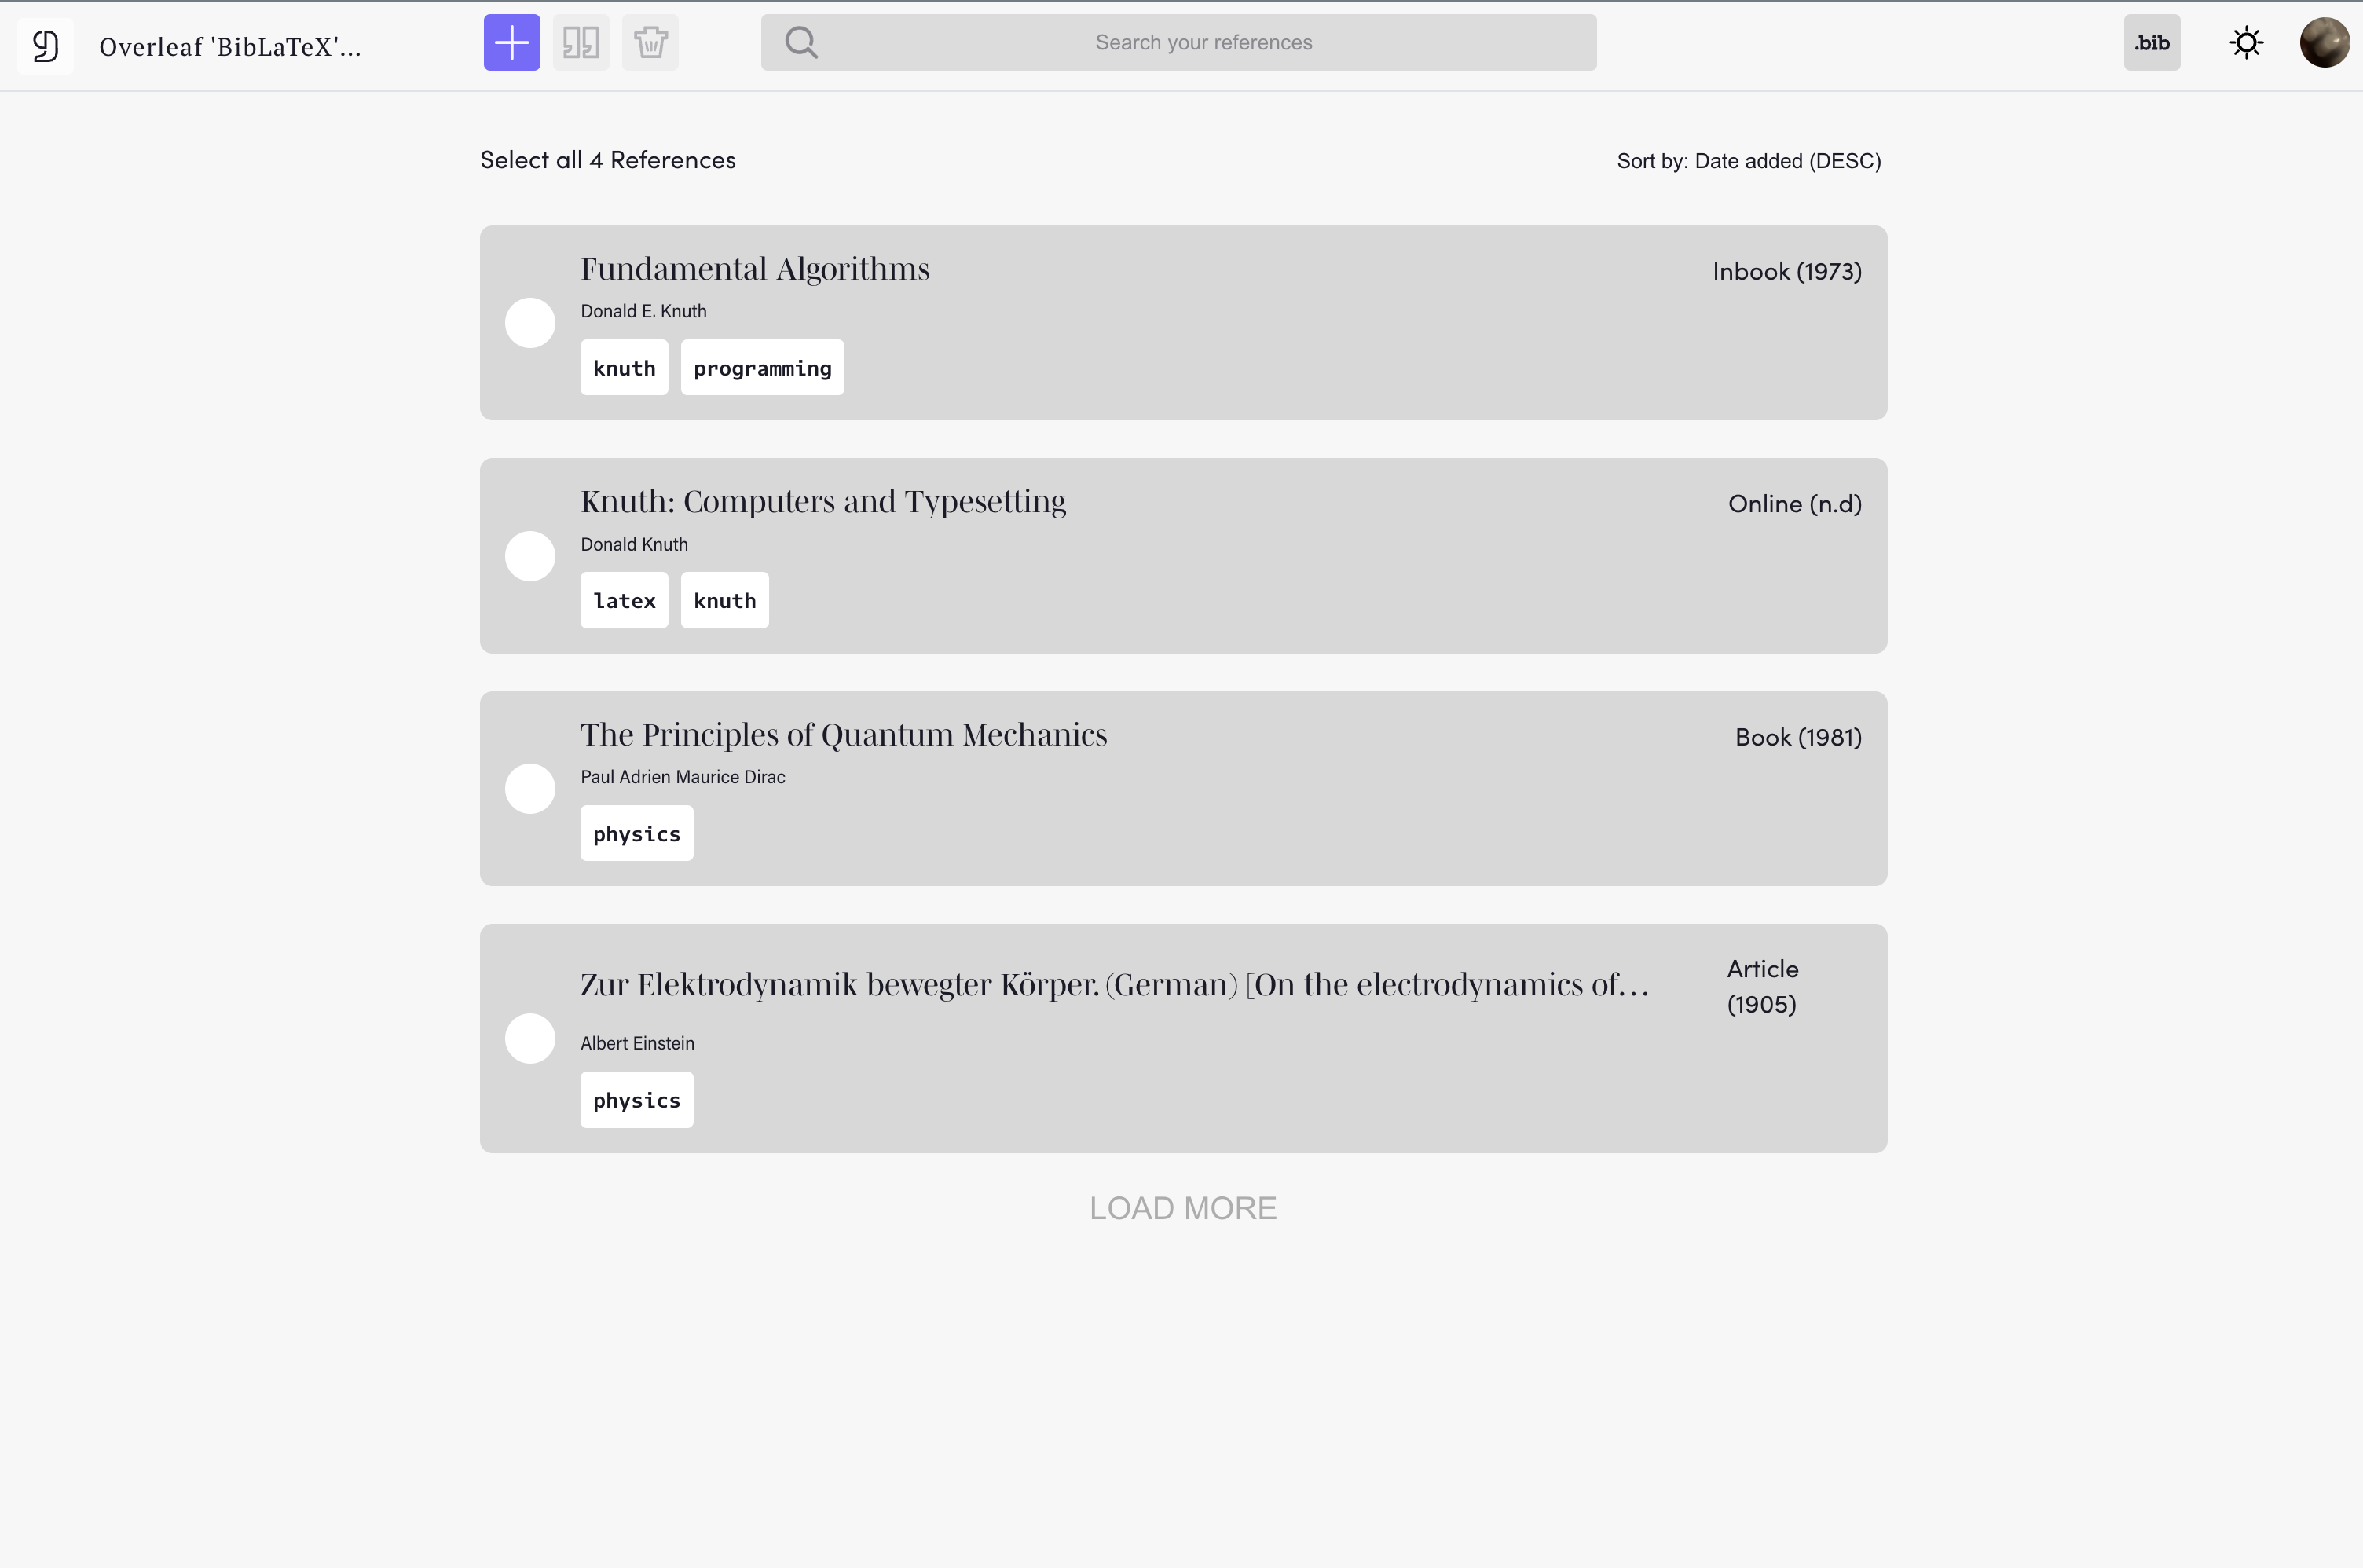 Overleaf 'BibLaTeX'...
Search your references
.bib
Select all 4 References
Sort by: Date added (DESC)
Fundamental Algorithms
Inbook (1973)
Donald E. Knuth
knuth programming
Knuth: Computers and Typesetting
Online (n.d)
Donald Knuth
latex knuth
The Principles of Quantum Mechanics
Book (1981)
Paul Adrien Maurice Dirac
physics
Zur Elektrodynamik bewegter Körper. (German) [On the electrodynamics of...
Article
(1905)
Albert Einstein
physics
LOAD MORE